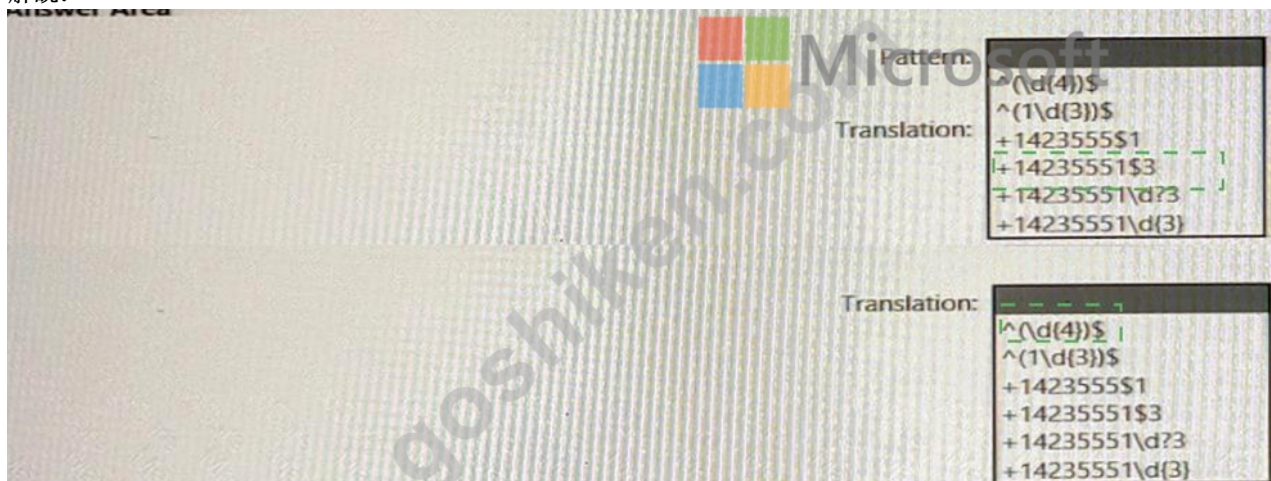 Answer Area
Microsoft
Pattern:
^(\d{4})$
^(1\d{3})$
Translation:
+1423555$1
+14235551$3
+14235551\d?3
+14235551\d{3}
goshiken.com
Translation:
^(\d{4})$
^(1\d{3})$
+1423555$1
+14235551$3
+14235551\d?3
+14235551\d{3}